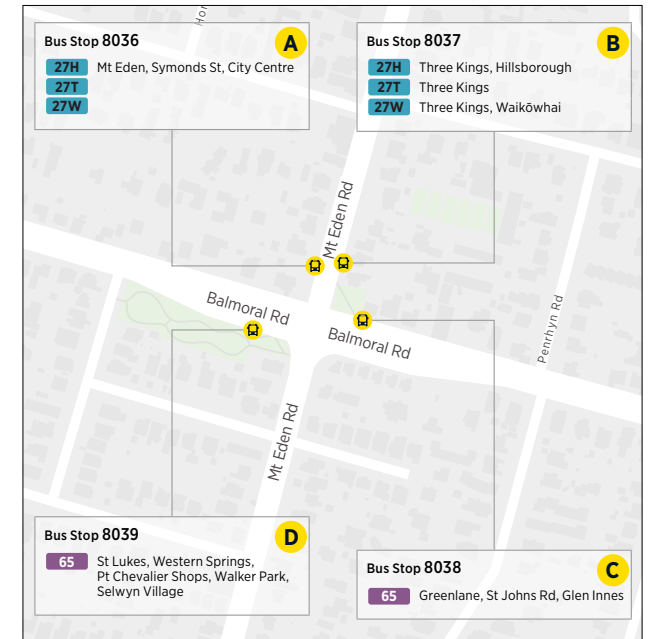 Hor
Bus Stop 8036
A
27H Mt Eden, Symonds St, City Centre
27T
27W
Bus Stop 8037
B
27H Three Kings, Hillsborough
27T Three Kings
27W Three Kings, Waikōwhai
Mt Eden Rd
Balmoral Rd
Balmoral Rd
Penrhyn Rd
Mt Eden Rd
Bus Stop 8039
D
65 St Lukes, Western Springs,
Pt Chevalier Shops, Walker Park,
Selwyn Village
Bus Stop 8038
C
65 Greenlane, St Johns Rd, Glen Innes